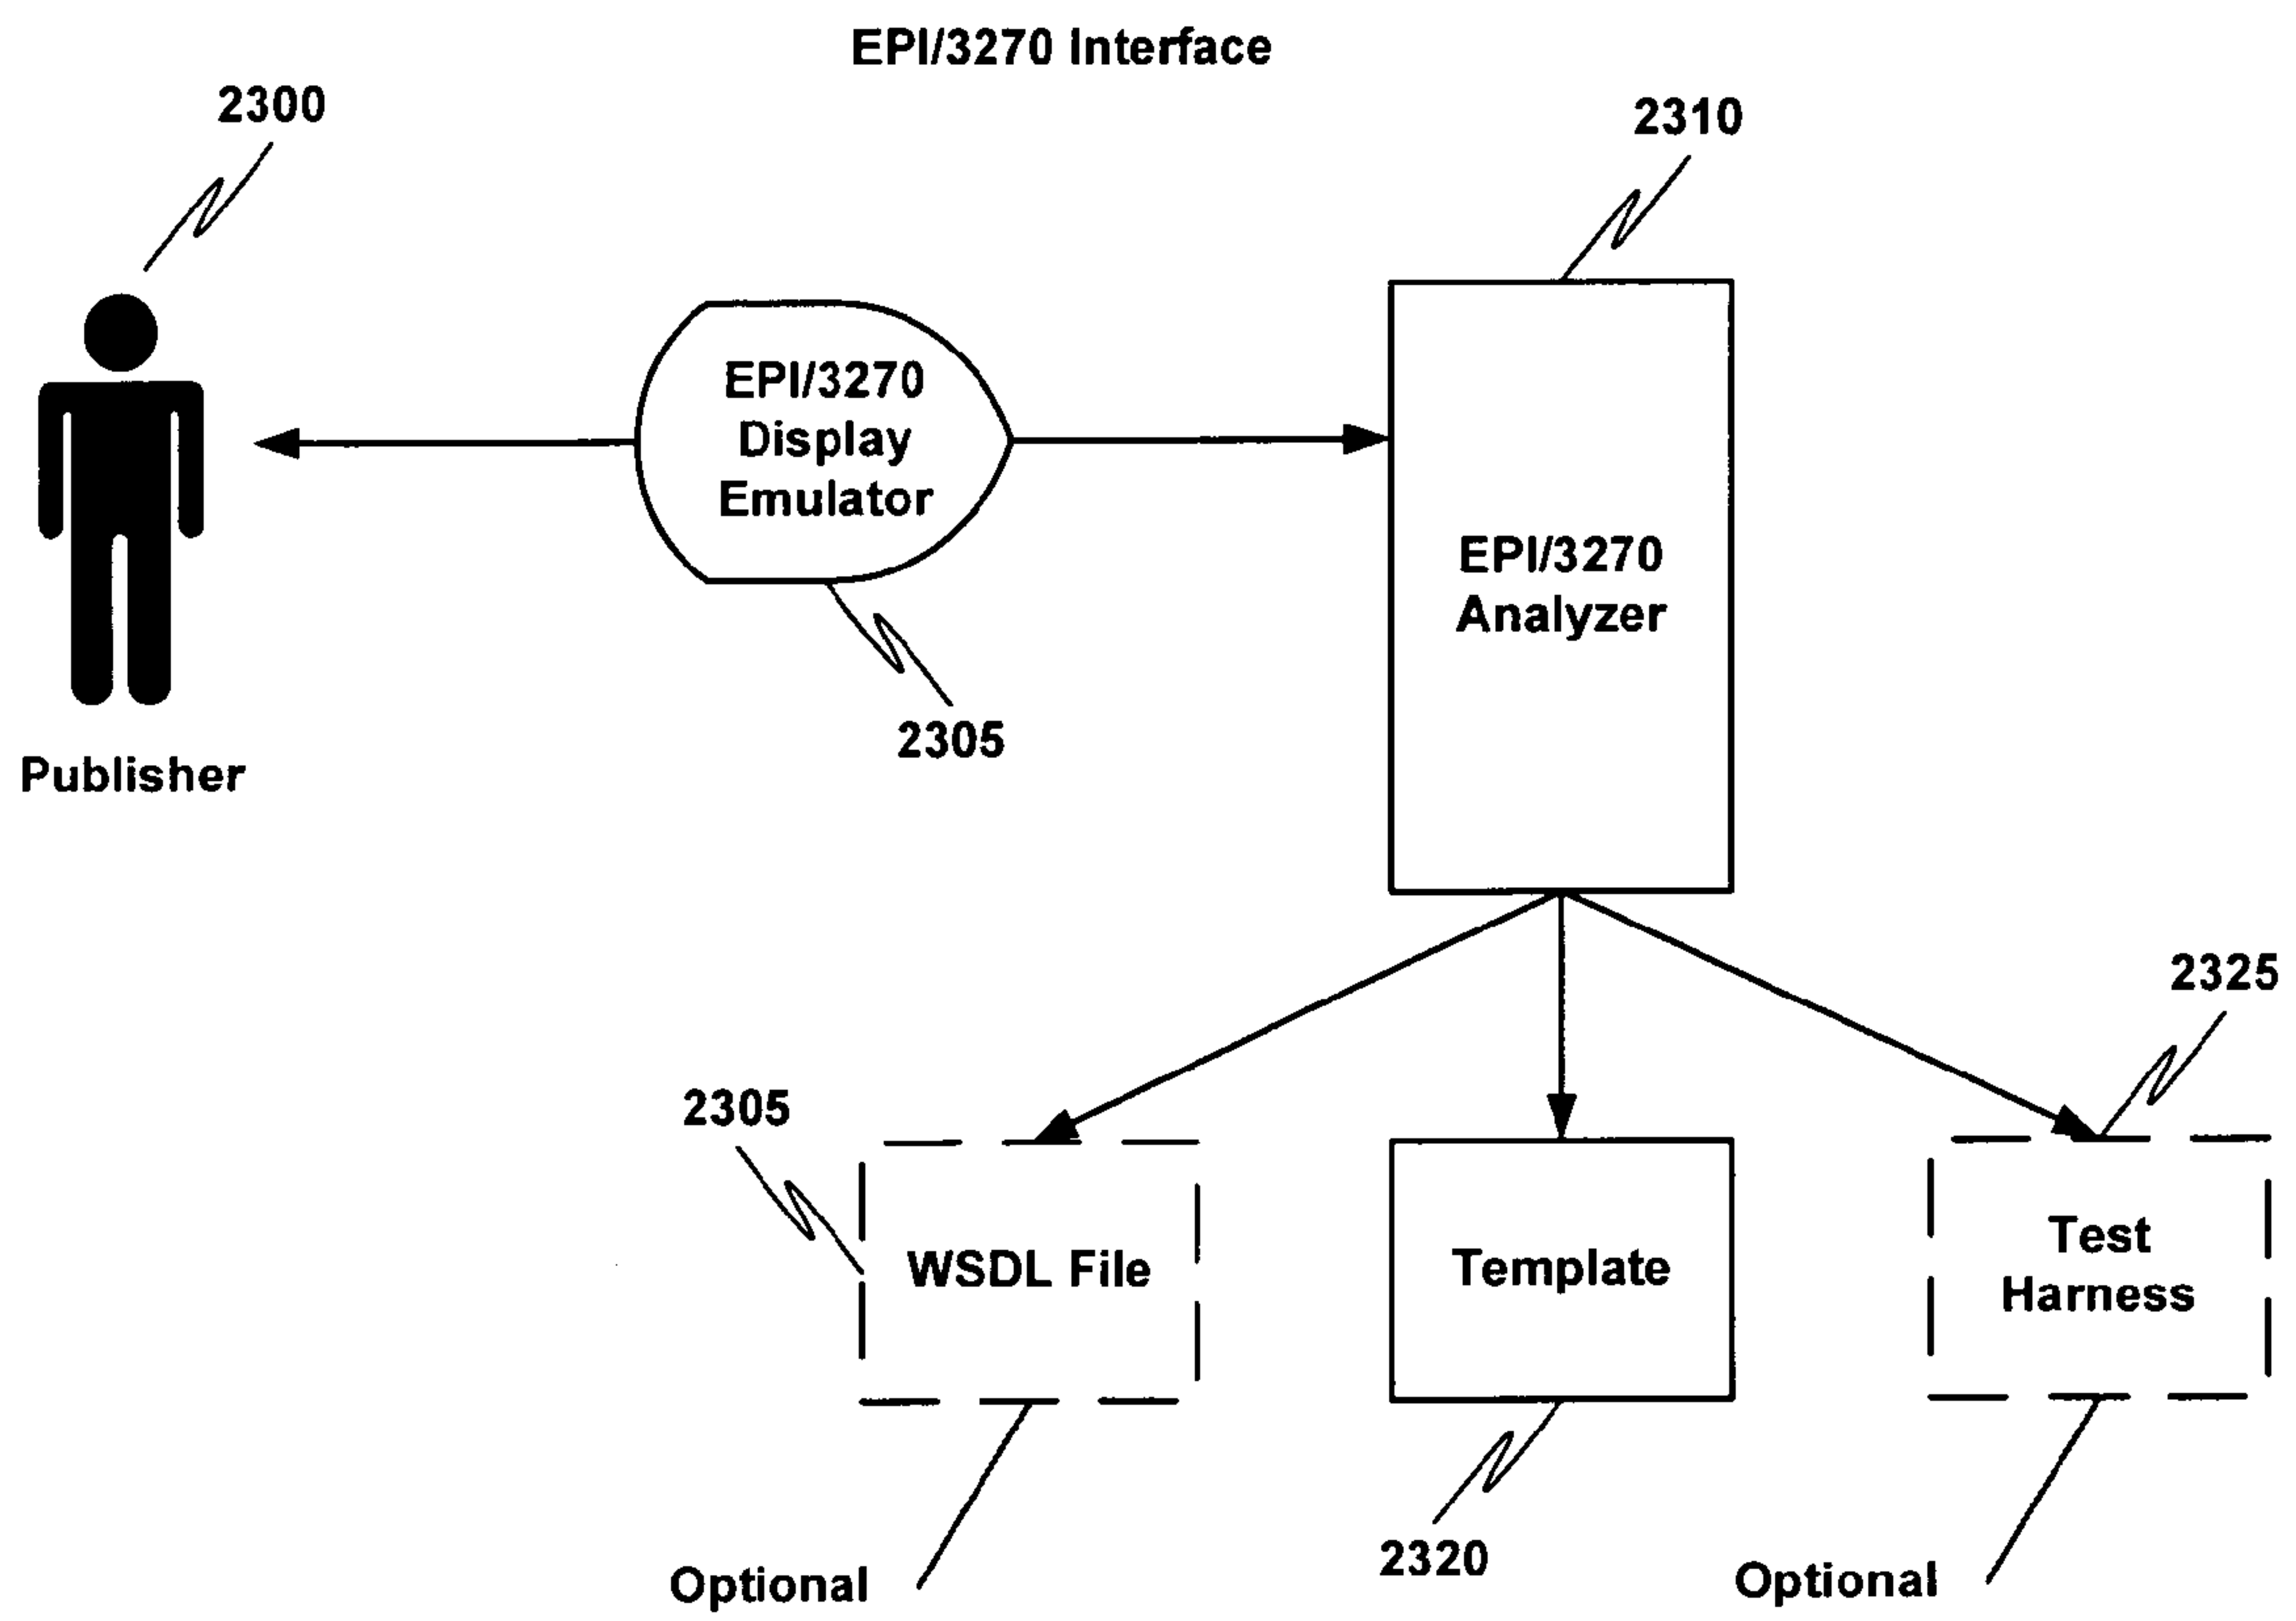 EPI/3270 Interface
2300
2310
EPI/3270
Display
Emulator
EPI/3270
Analyzer
2305
Publisher
2325
2305
WSDL File
Template
Test
Harness
2320
Optional
Optional